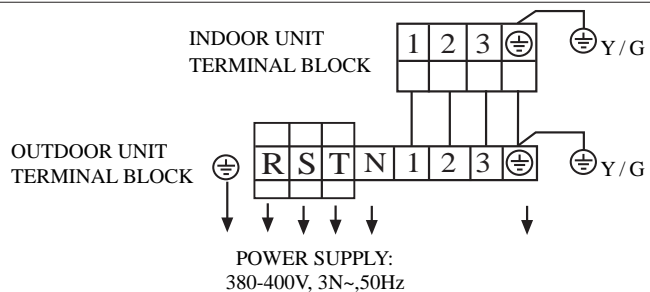 INDOOR UNIT
TERMINAL BLOCK
1 2 3
Y/G
OUTDOOR UNIT
TERMINAL BLOCK
R S T N 1 2 3
Y/G
POWER SUPPLY:
380-400V, 3N~,50Hz